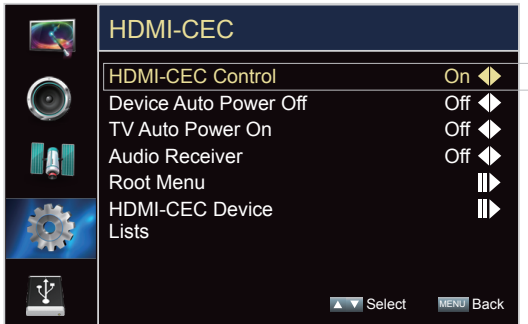 HDMI-CEC
HDMI-CEC Control On
Device Auto Power Off Off
TV Auto Power On Off
Audio Receiver Off
Root Menu
HDMI-CEC Device
Lists
Select MENU Back